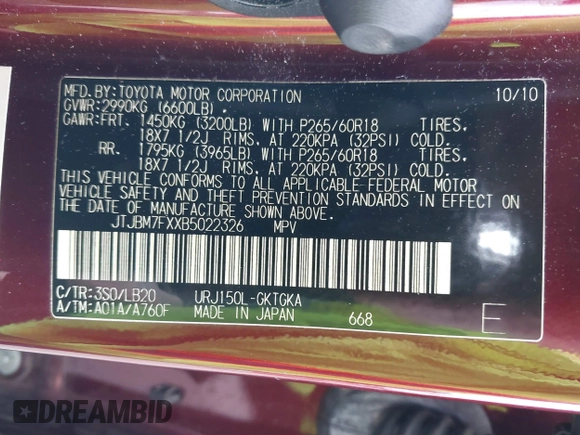 MFD.BY:TOYOTA MOTOR CORPORATION 10/10
GVWR:2990KG (6600LB)
GAWR:FRT. 1450KG (3200LB) WITH P265/60R18 TIRES,
18X7 1/2J RIMS, AT 220KPA (32PSI) COLD.
RR. 1795KG (3965LB) WITH P265/60R18 TIRES,
18X7 1/2J RIMS, AT 220KPA (32PSI) COLD.
THIS VEHICLE CONFORMS TO ALL APPLICABLE FEDERAL MOTOR
VEHICLE SAFETY AND THEFT PREVENTION STANDARDS IN EFFECT ON
THE DATE OF MANUFACTURE SHOWN ABOVE.
JTJBM7FXXB5022326 MPV
C/TR:3S0/LB20 URJ150L-GKTGKA
A/TM:A01A/A760F MADE IN JAPAN 668 E
DREAMBID